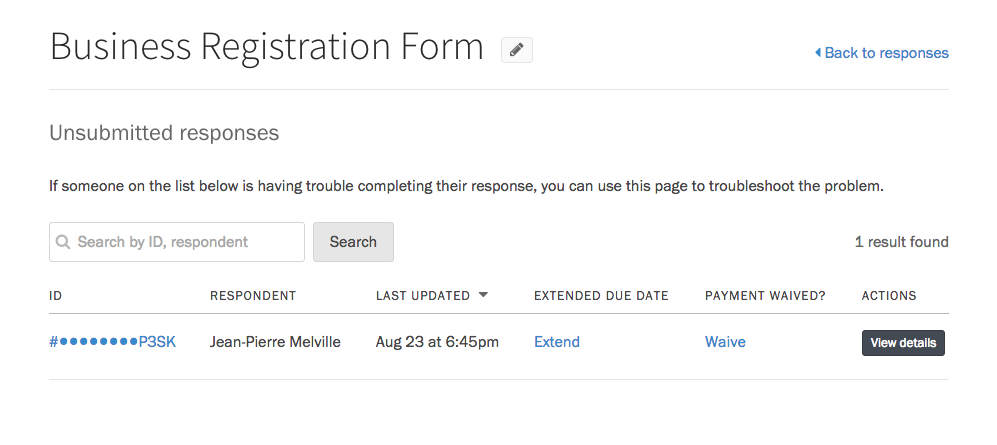 Business Registration Form
Back to responses
Unsubmitted responses
If someone on the list below is having trouble completing their response, you can use this page to troubleshoot the problem.
Search by ID, respondent
Search
1 result found
ID RESPONDENT LAST UPDATED EXTENDED DUE DATE PAYMENT WAIVED? ACTIONS
#●●●●●●●●P3SK Jean-Pierre Melville Aug 23 at 6:45pm Extend Waive View details